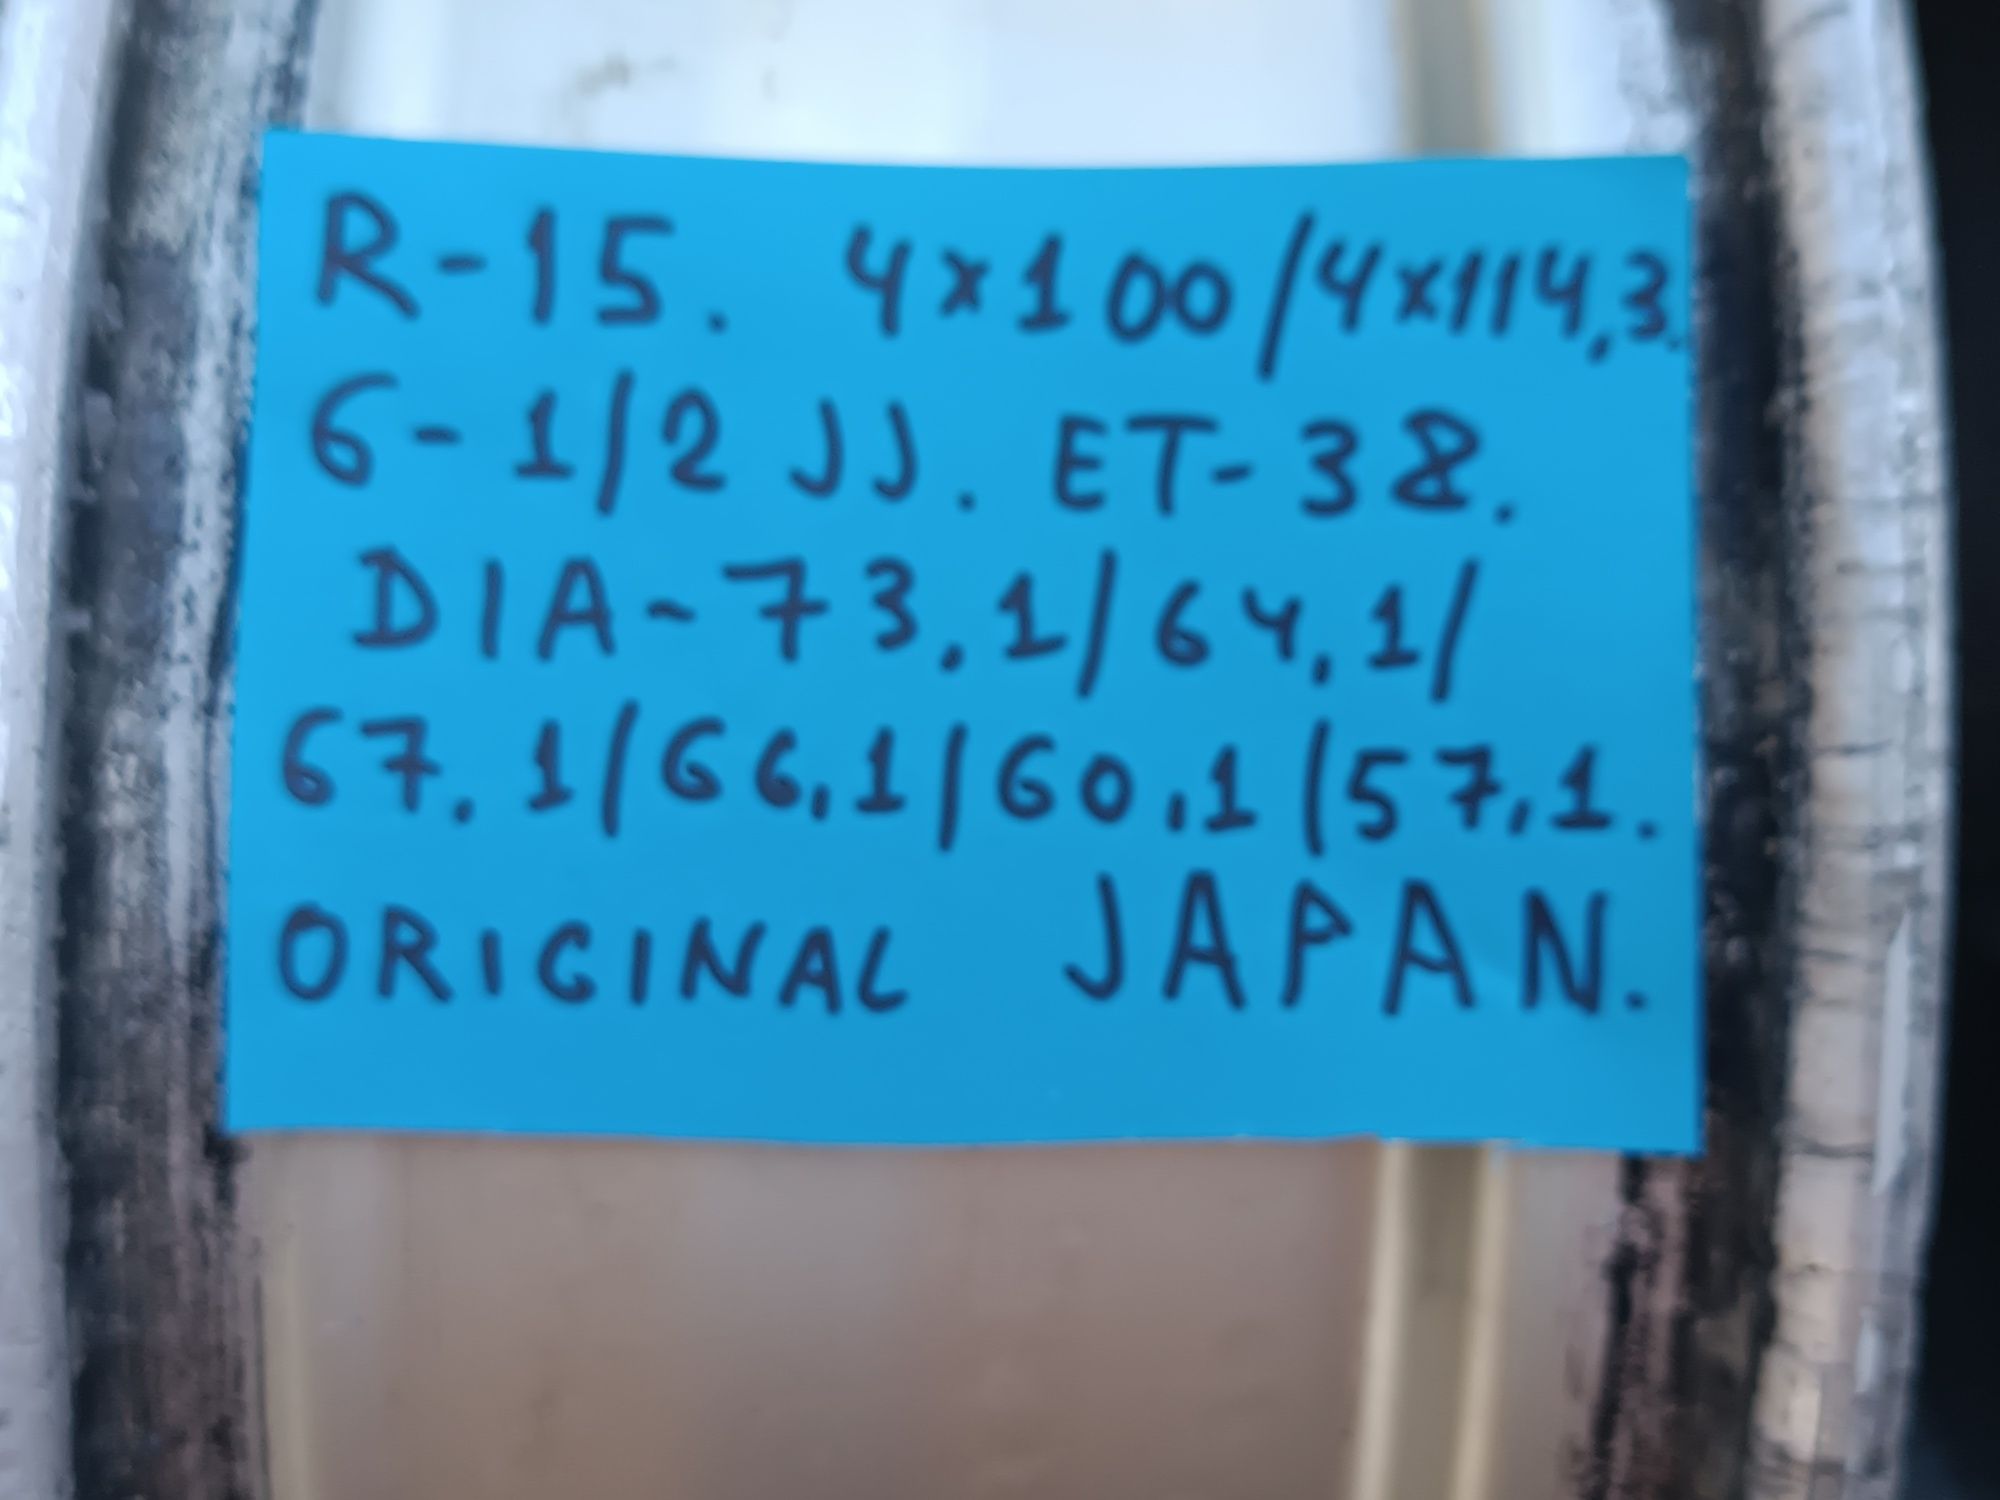 R-15. 4x100/4x114,3.
6-1/2 JJ. ET-38.
DIA-73,1/64,1/
67,1/66,1/60,1/57,1.
ORIGINAL JAPAN.